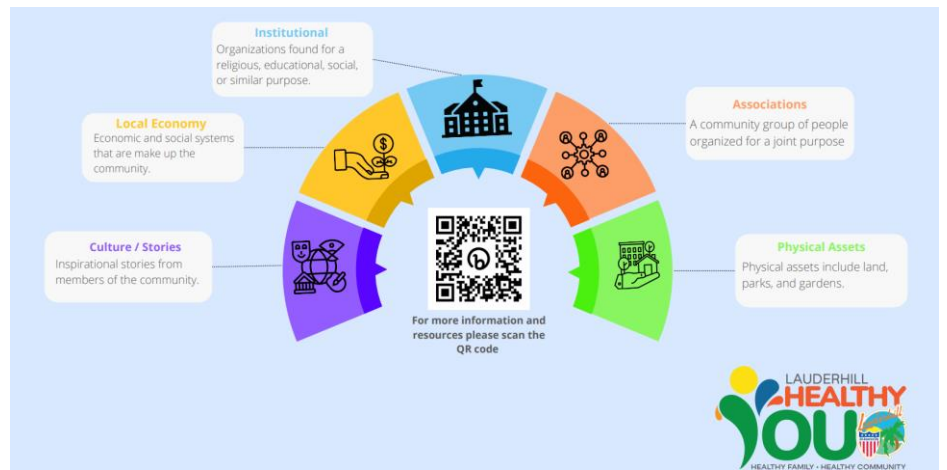 Institutional
Organizations found for a
religious, educational, social,
or similar purpose.
Local Economy
Economic and social systems
that are make up the
community.
Culture / Stories
Inspirational stories from
members of the community.
Associations
A community group of people
organized for a joint purpose
Physical Assets
Physical assets include land,
parks, and gardens.
$
For more information and
resources please scan the
QR code
LAUDERHILL
HEALTHY
YOU
Lauderhill
HEALTHY FAMILY • HEALTHY COMMUNITY